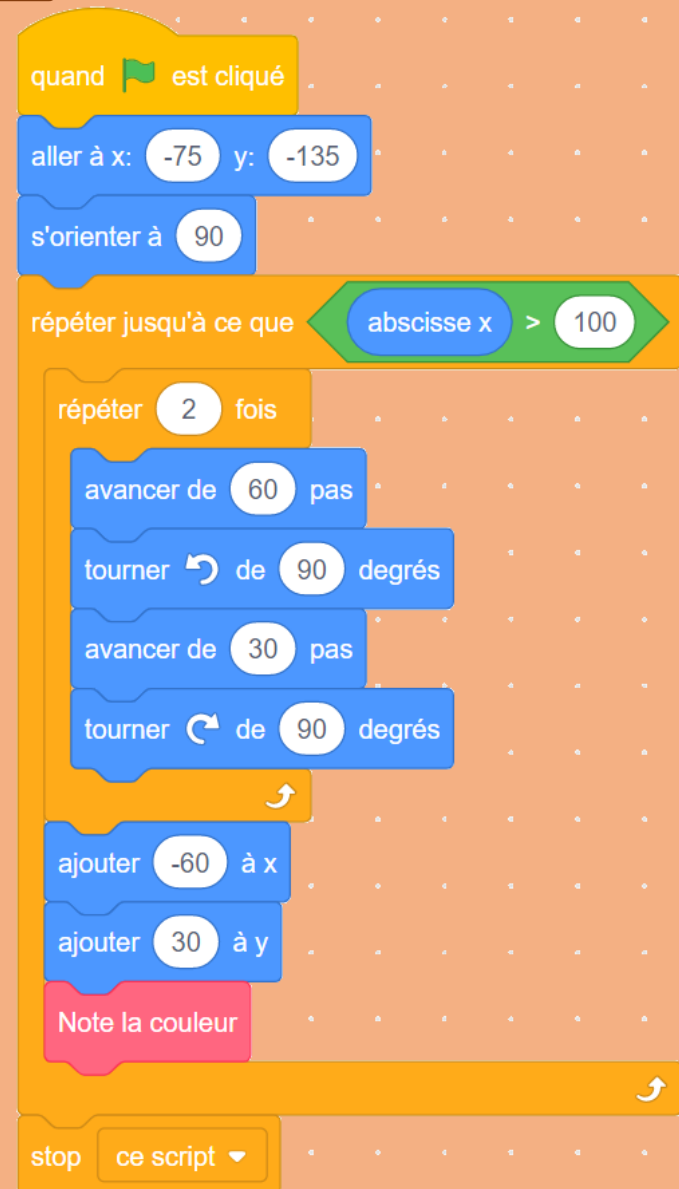 quand est cliqué
aller à x: -75 y: -135
s'orienter à 90
répéter jusqu'à ce que abscisse x > 100
répéter 2 fois
avancer de 60 pas
tourner de 90 degrés
avancer de 30 pas
tourner de 90 degrés
ajouter -60 à x
ajouter 30 à y
Note la couleur
stop ce script